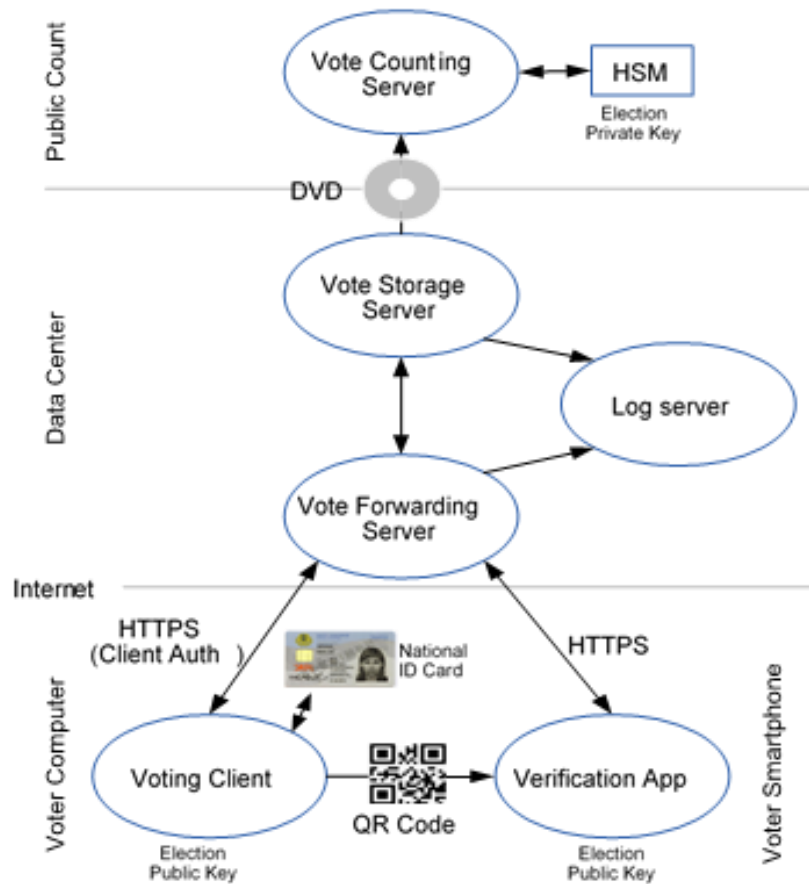 Public Count
Vote Counting
Server
HSM
Election
Private Key
DVD
Data Center
Vote Storage
Server
Log server
Vote Forwarding
Server
Internet
HTTPS
(Client Auth )
National
ID Card
HTTPS
Voter Computer
Voting Client
QR Code
Verification App
Voter Smartphone
Election
Public Key
Election
Public Key